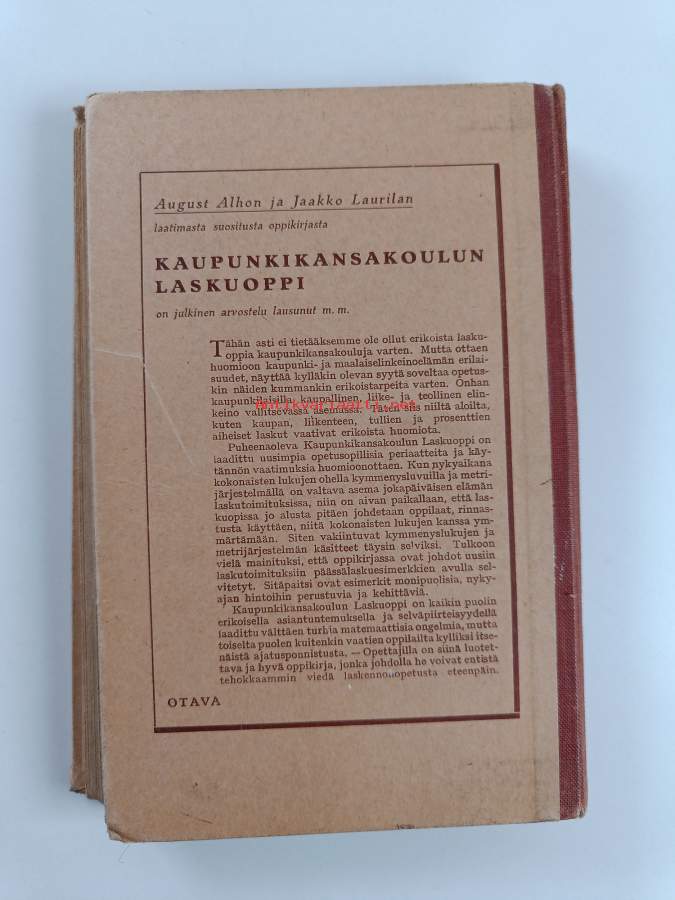 August Alhon ja Jaakko Laurilan
laatimasta suositusta oppikirjasta
KAUPUNKIKANSAKOULUN
LASKUOPPI
on julkinen arvostelu lausunut m. m.
Tähän asti ei tietääksemme ole ollut erikoista lasku-
oppia kaupunkikansakouluja varten. Mutta ottaen
huomioon kaupunki- ja maalaiselinkeinoelämän erilai-
suudet, näyttää kylläkin olevan syytä soveltaa opetus-
kin näiden kummankin erikoistarpeita varten. Onhan
kaupunkilaisilla kaupallinen, liike- ja teollinen elin-
antikvariaatti.net
keino vallitsevassa asemassa. Täten siis niiltä aloilta,
kuten kaupan, liikenteen, tullien ja prosenttien
aiheiset laskut vaativat erikoista huomiota.
Puheenaoleva Kaupunkikansakoulun Laskuoppi on
laadittu uusimpia opetusopillisia periaatteita ja käy-
tännön vaatimuksia huomioonottaen. Kun nykyaikana
kokonaisten lukujen ohella kymmenysluvuilla ja metri-
järjestelmällä on valtava asema jokapäiväisen elämän
laskutoimituksissa, niin on aivan paikallaan, että las-
kuopissa jo alusta pitäen johdetaan oppilaat, rinnas-
tusta käyttäen, niitä kokonaisten lukujen kanssa ym-
märtämään. Siten vakiintuvat kymmenyslukujen ja
metrijärjestelmän käsitteet täysin selviksi. Tulkoon
vielä mainituksi, että oppikirjassa ovat johdot uusiin
laskutoimituksiin päässälaskuesimerkkien avulla sel-
vitetyt. Sitäpaitsi ovat esimerkit monipuolisia, nyky-
ajan hintoihin perustuvia ja kehittäviä.
Kaupunkikansakoulun Laskuoppi on kaikin puolin
erikoisella asiantuntemuksella ja selväpiirteisyydellä
laadittu välttäen turhia matemaattisia ongelmia, mutta
toiselta puolen kuitenkin vaatien oppilailta kylliksi itse-
näistä ajatusponnistusta. — Opettajilla on siinä luotet-
tava ja hyvä oppikirja, jonka johdolla he voivat entistä
tehokkaammin viedä laskennonopetusta eteenpäin.
OTAVA